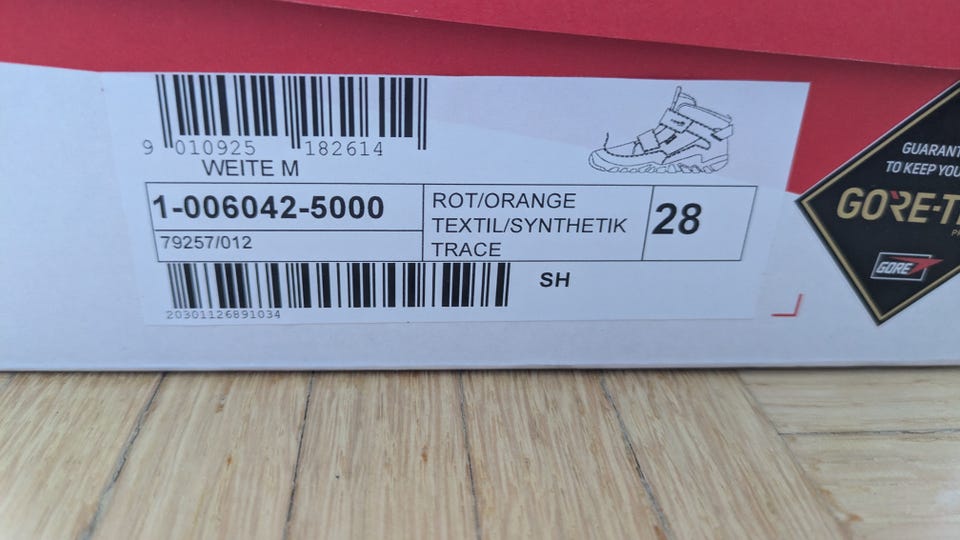 9 010925 182614
WEITE M
1-006042-5000
79257/012
ROT/ORANGE
TEXTIL/SYNTHETIK
TRACE
28
20301126891034
SH
GUARANT
TO KEEP YOU
GORE-T
GORE